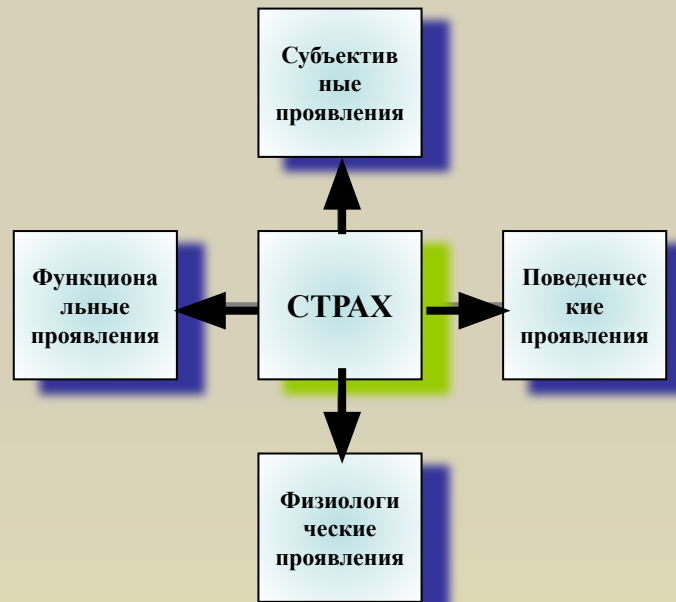 Субъектив
ные
проявления
Функциона
льные
проявления
СТРАХ
Поведенчес
кие
проявления
Физиологи
ческие
проявления